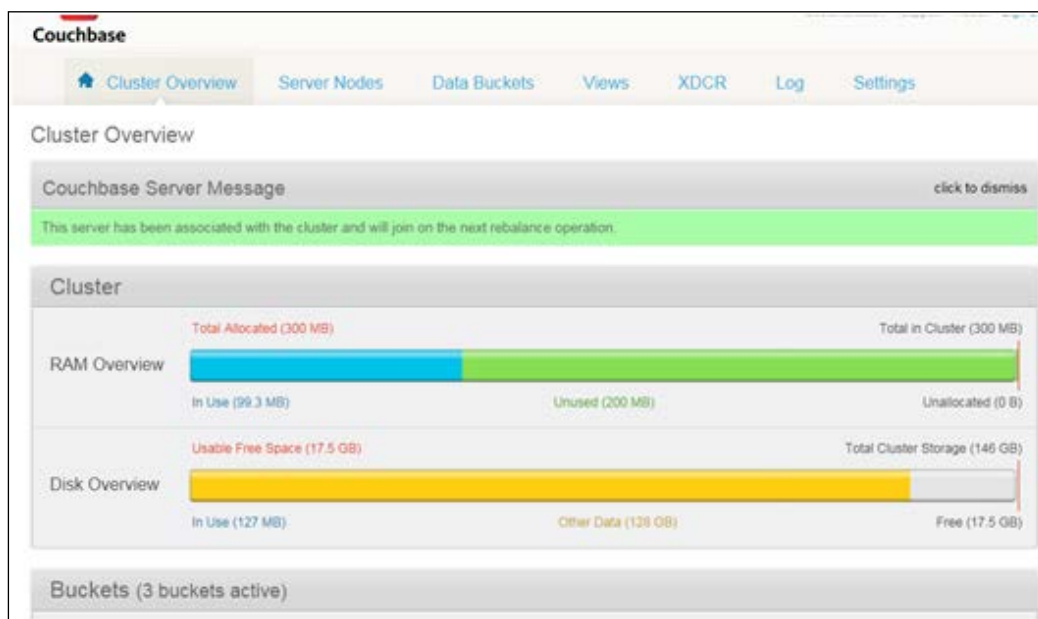 Couchbase
Cluster Overview Server Nodes Data Buckets Views XDCR Log Settings
Cluster Overview
Couchbase Server Message click to dismiss
This server has been associated with the cluster and will join on the next rebalance operation.
Cluster
Total Allocated (300 MB) Total in Cluster (300 MB)
RAM Overview
In Use (99.3 MB) Unused (200 MB) Unallocated (0 B)
Usable Free Space (17.5 GB) Total Cluster Storage (146 GB)
Disk Overview
In Use (127 MB) Other Data (128 GB) Free (17.5 GB)
Buckets (3 buckets active)